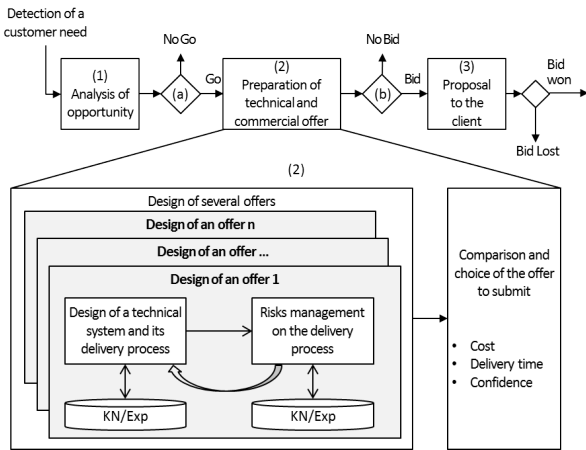 Detection of a
customer need
No Go
No Bid
(1)
Analysis of
opportunity
(a)
Go
(2)
Preparation of
technical and
commercial offer
(b)
Bid
(3)
Proposal
to the
client
Bid
won
Bid Lost
(2)
Design of several offers
Design of an offer n
Design of an offer ...
Design of an offer 1
Design of a technical
system and its
delivery process
Risks management
on the delivery
process
KN/Exp
KN/Exp
Comparison and
choice of the offer
to submit
• Cost
• Delivery time
• Confidence